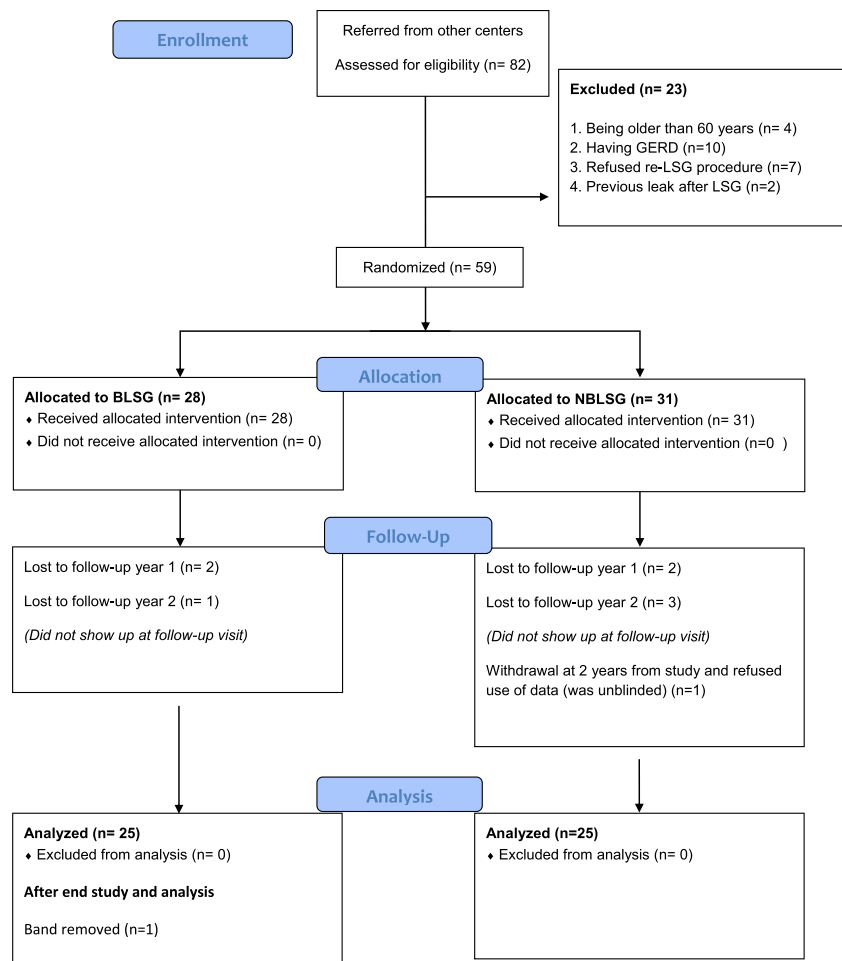 Enrollment
Referred from other centers
Assessed for eligibility (n= 82)
Excluded (n= 23)
1. Being older than 60 years (n= 4)
2. Having GERD (n=10)
3. Refused re-LSG procedure (n=7)
4. Previous leak after LSG (n=2)
Randomized (n= 59)
Allocation
Allocated to BLSG (n= 28)
♦ Received allocated intervention (n= 28)
♦ Did not receive allocated intervention (n= 0)
Allocated to NBLSG (n= 31)
♦ Received allocated intervention (n= 31)
♦ Did not receive allocated intervention (n=0  )
Follow-Up
Lost to follow-up year 1 (n= 2)
Lost to follow-up year 2 (n= 1)
(Did not show up at follow-up visit)
Lost to follow-up year 1 (n= 2)
Lost to follow-up year 2 (n= 3)
(Did not show up at follow-up visit)
Withdrawal at 2 years from study and refused
use of data (was unblinded) (n=1)
Analysis
Analyzed (n= 25)
♦ Excluded from analysis (n= 0)
After end study and analysis
Band removed (n=1)
Analyzed (n=25)
♦ Excluded from analysis (n= 0)